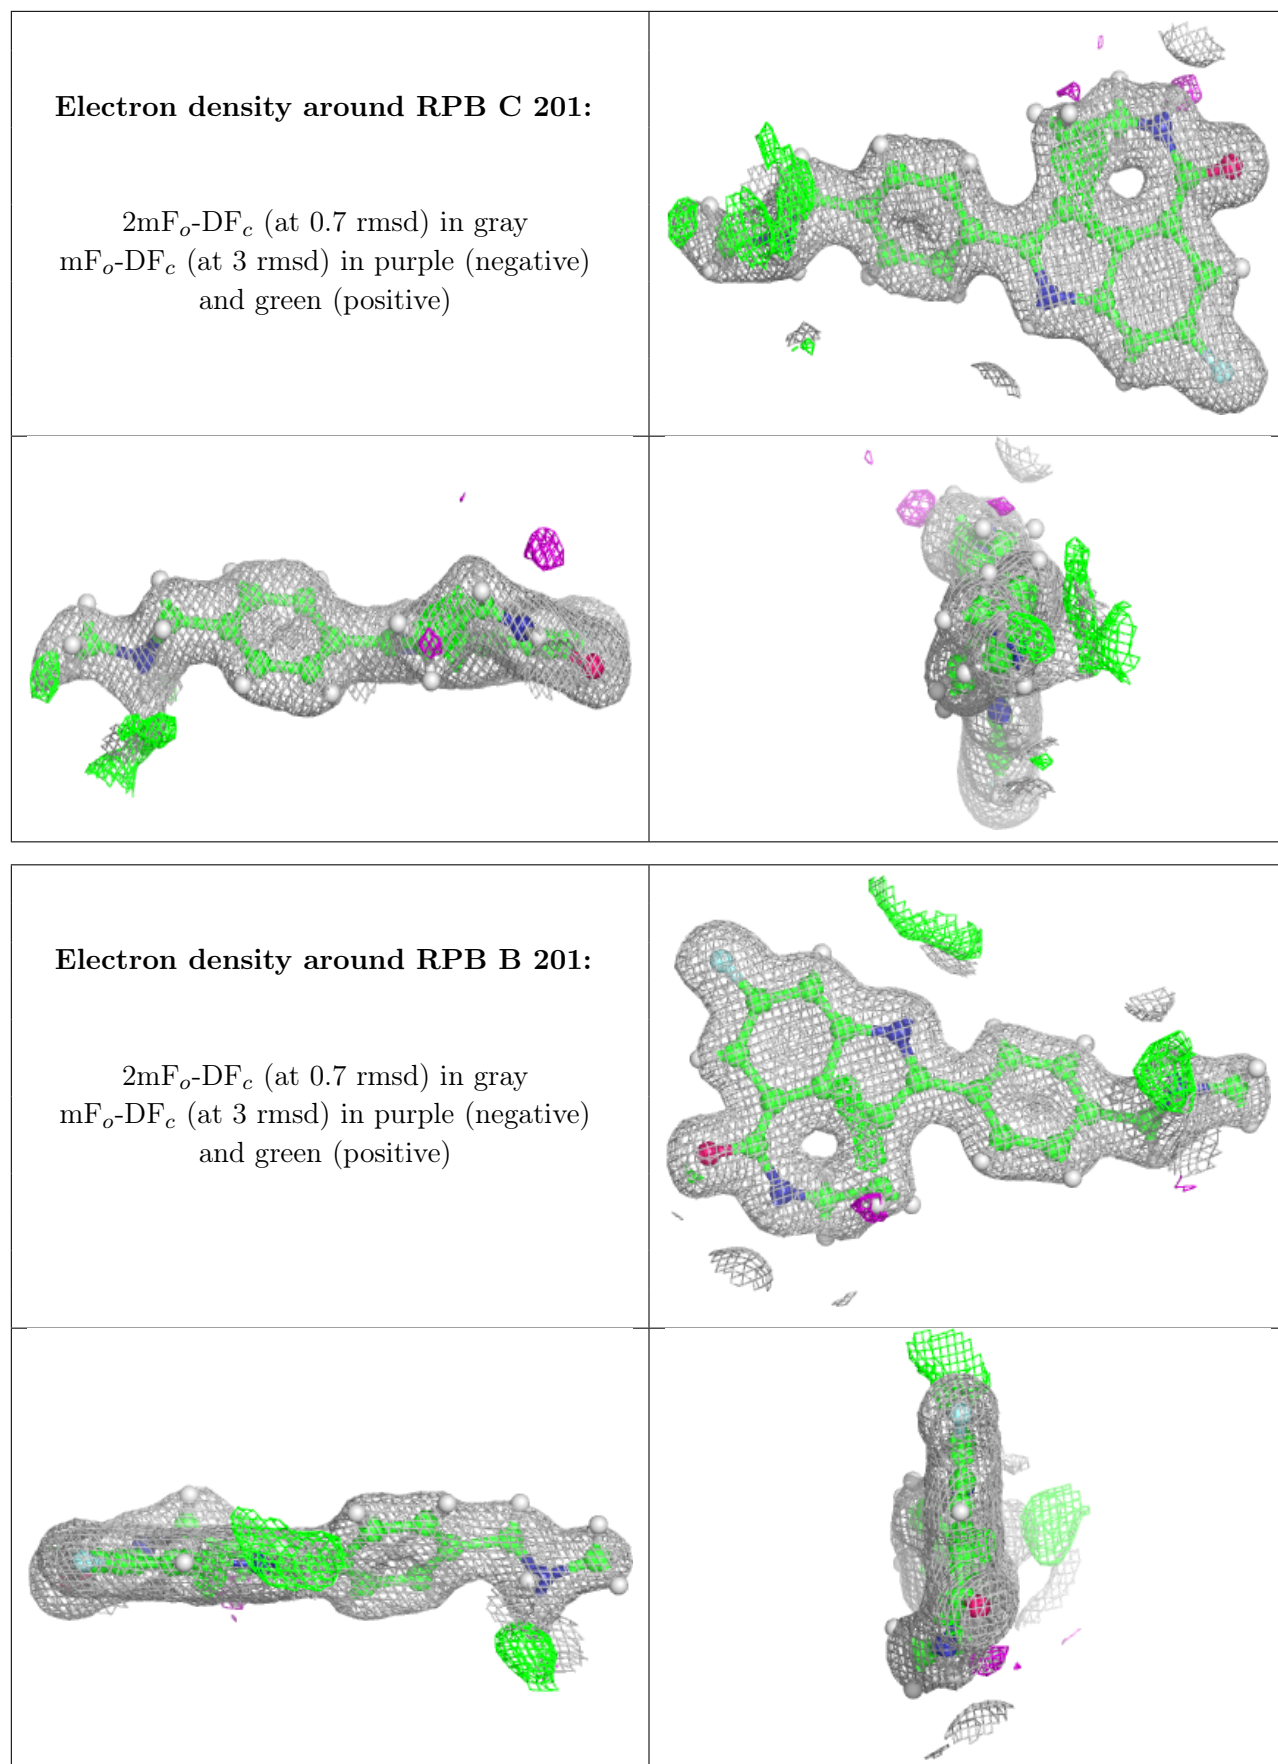 Electron density around RPB C 201:
2mFo-DFc (at 0.7 rmsd) in gray
mFo-DFc (at 3 rmsd) in purple (negative)
and green (positive)
Electron density around RPB B 201:
2mFo-DFc (at 0.7 rmsd) in gray
mFo-DFc (at 3 rmsd) in purple (negative)
and green (positive)